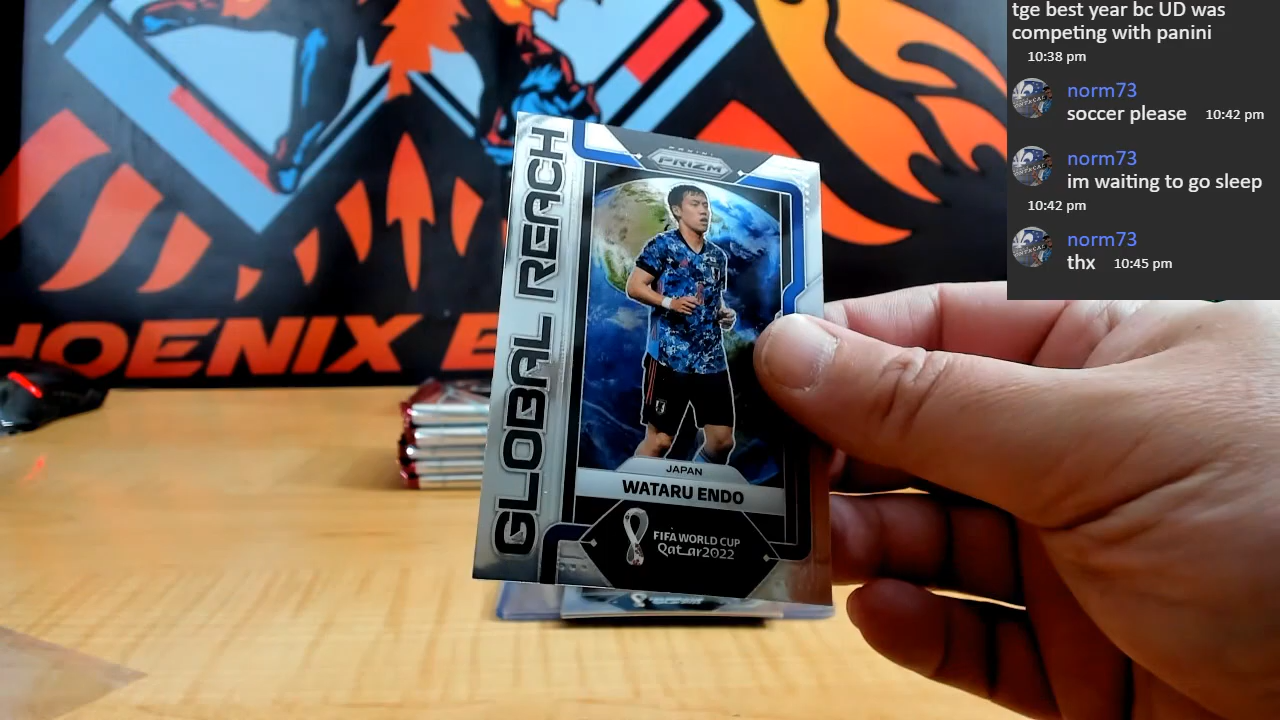 tge best year bc UD was
competing with panini
10:38 pm
norm73
soccer please 10:42 pm
norm73
im waiting to go sleep
10:42 pm
norm73
thx 10:45 pm
HOENIX
GLOBAL REACH
PANINI
PRIZM
JAPAN
WATARU ENDO
FIFA WORLD CUP
Qatar2022